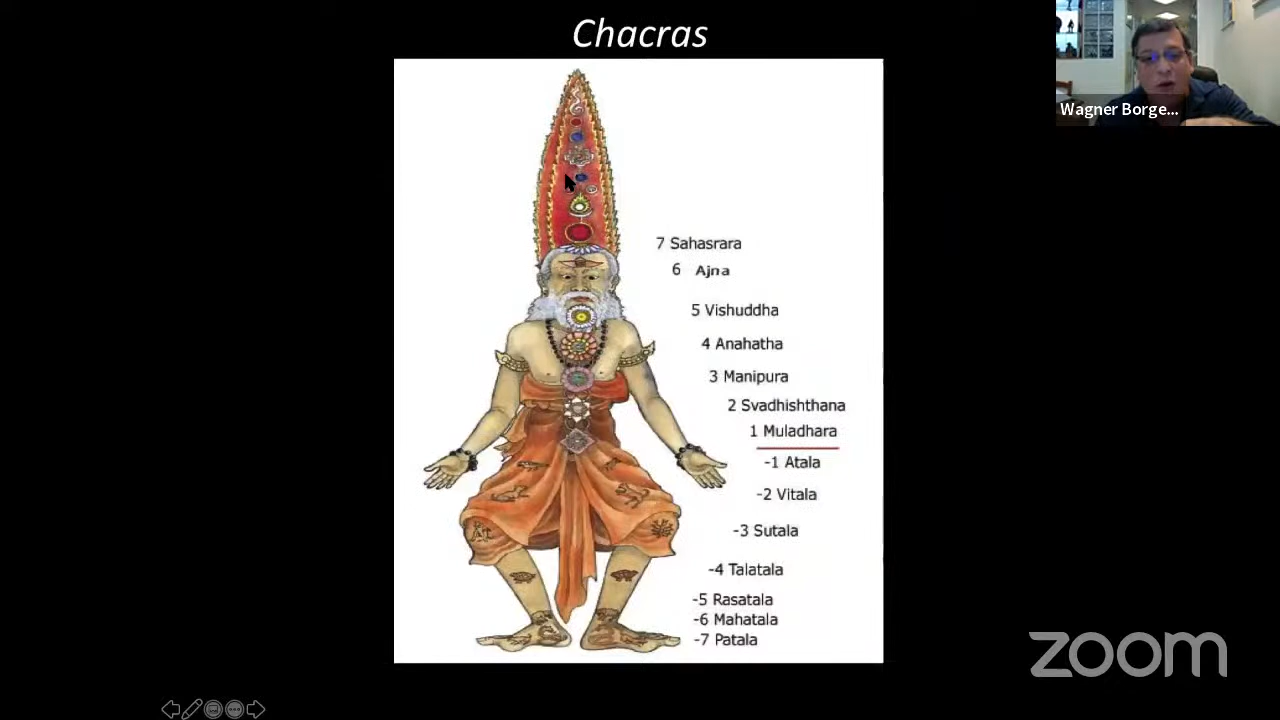 Chacras
Wagner Borge...
7 Sahasrara
6 Ajna
5 Vishuddha
4 Anahatha
3 Manipura
2 Svadhishthana
1 Muladhara
-1 Atala
-2 Vitala
-3 Sutala
-4 Talatala
-5 Rasatala
-6 Mahatala
-7 Patala
zoom